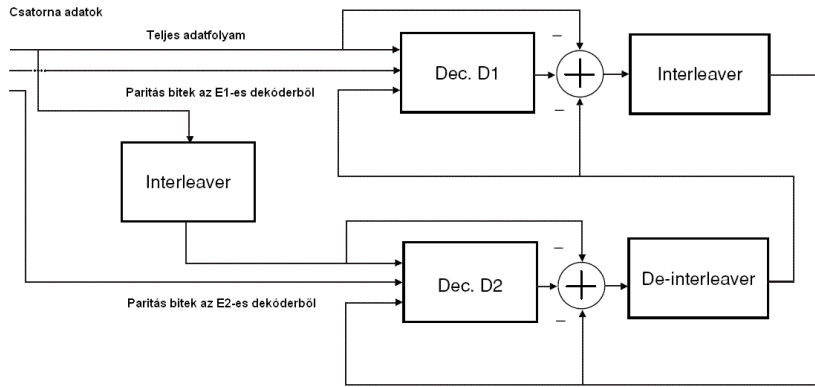 Csatorna adatok
Teljes adatfolyam
Dec. D1
Interleaver
Paritás bitek az E1-es dekóderből
Interleaver
Dec. D2
De-interleaver
Paritás bitek az E2-es dekóderből